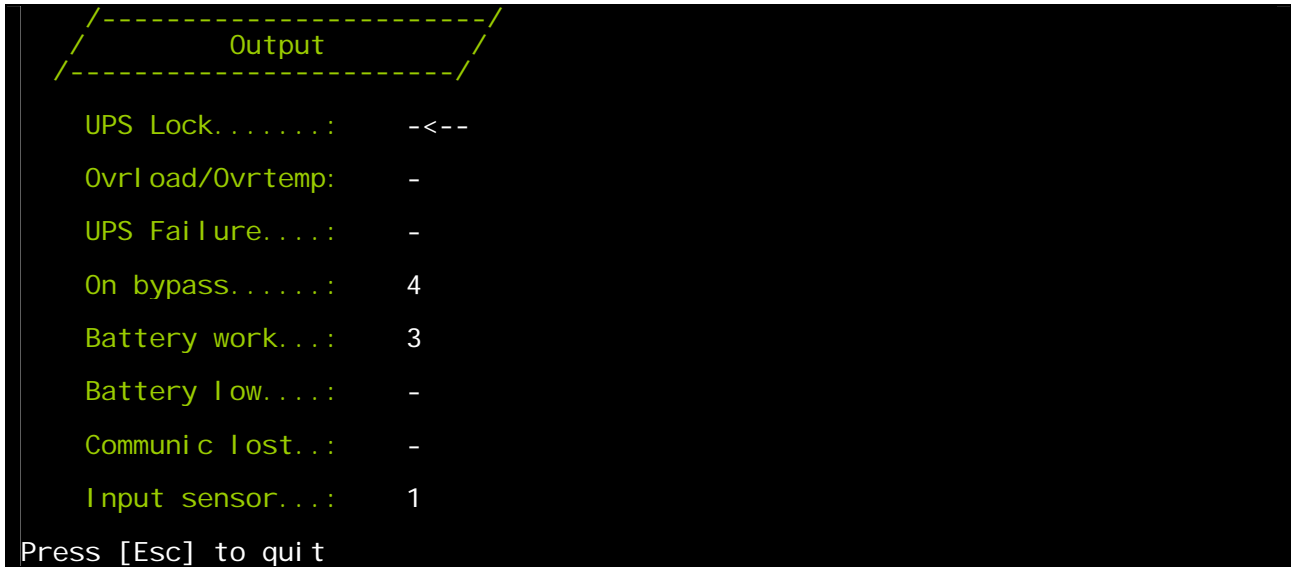 /------------------------/
/ Output /
/------------------------/
UPS Lock.......: -<--
Ovrload/Ovrtemp: -
UPS Failure....: -
On bypass......: 4
Battery work...: 3
Battery low....: -
Communic lost..: -
Input sensor...: 1
Press [Esc] to quit